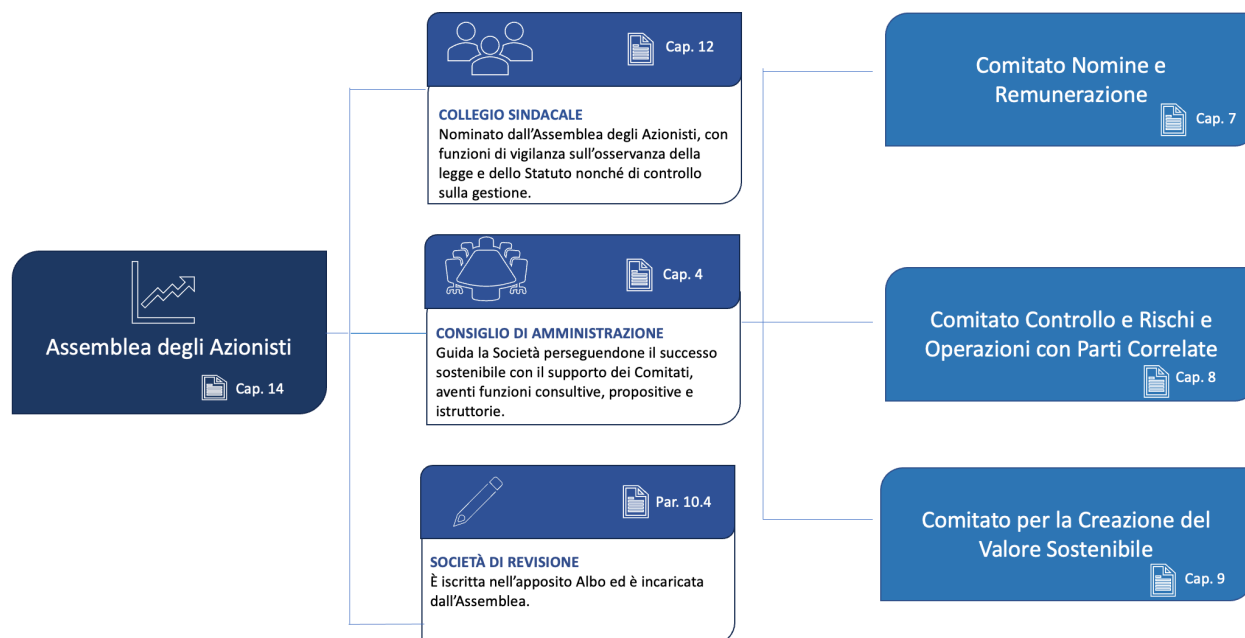 Assemblea degli Azionisti
Cap. 14
Cap. 12
COLLEGIO SINDACALE
Nominato dall’Assemblea degli Azionisti, con
funzioni di vigilanza sull’osservanza della
legge e dello Statuto nonché di controllo
sulla gestione.
Cap. 4
CONSIGLIO DI AMMINISTRAZIONE
Guida la Società perseguendone il successo
sostenibile con il supporto dei Comitati,
aventi funzioni consultive, propositive e
istruttorie.
Par. 10.4
SOCIETÀ DI REVISIONE
È iscritta nell’apposito Albo ed è incaricata
dall’Assemblea.
Comitato Nomine e
Remunerazione
Cap. 7
Comitato Controllo e Rischi e
Operazioni con Parti Correlate
Cap. 8
Comitato per la Creazione del
Valore Sostenibile
Cap. 9